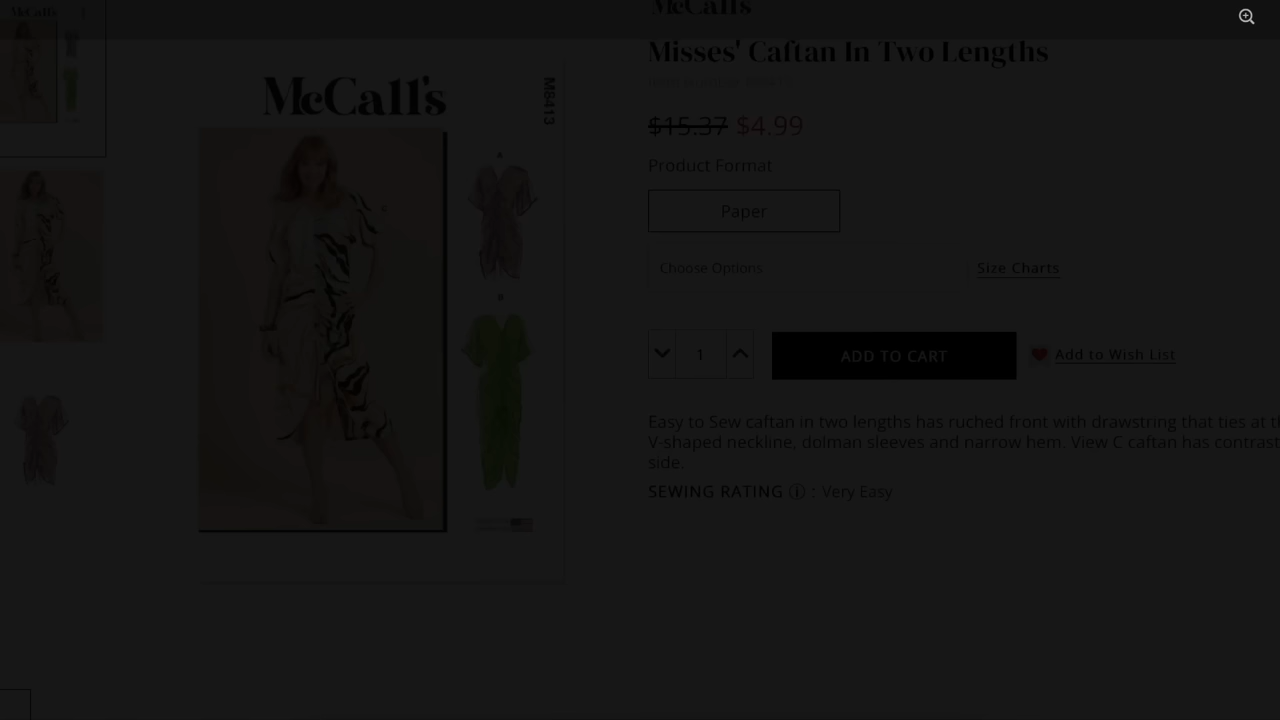 McCall's
McCall's
M8413
A
B
McCall's
Misses' Caftan In Two Lengths
$15.37 $4.99
Product Format
Paper
Choose Options
Size Charts
1
ADD TO CART
Add to Wish List
Easy to Sew caftan in two lengths has ruched front with drawstring that ties at
V-shaped neckline, dolman sleeves and narrow hem. View C caftan has contrast
side.
SEWING RATING ⓘ : Very Easy